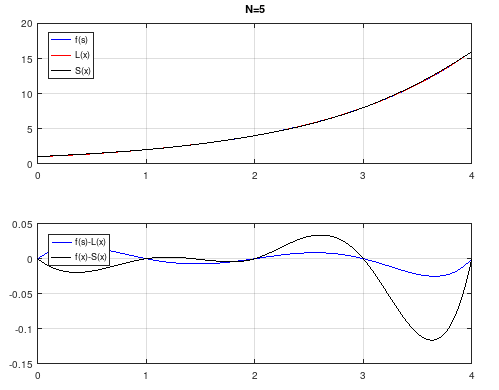 N=5
20
15
10
5
0
f(s)
L(x)
S(x)
0 1 2 3 4
0.05
0
-0.05
-0.1
-0.15
f(s)-L(x)
f(x)-S(x)
0 1 2 3 4